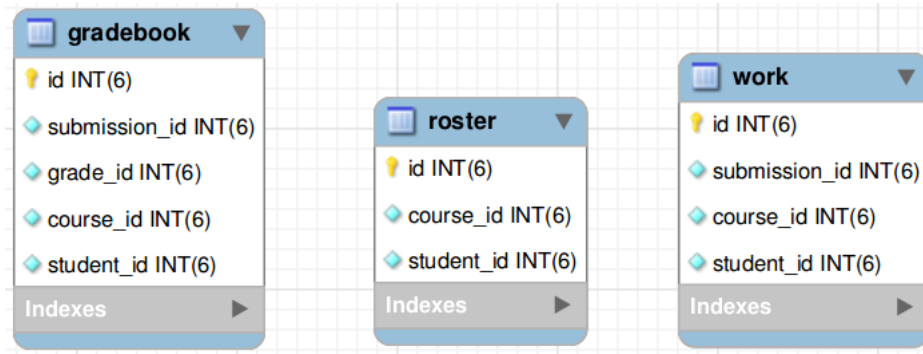 gradebook
id INT(6)
submission_id INT(6)
grade_id INT(6)
course_id INT(6)
student_id INT(6)
Indexes
roster
id INT(6)
course_id INT(6)
student_id INT(6)
Indexes
work
id INT(6)
submission_id INT(6)
course_id INT(6)
student_id INT(6)
Indexes